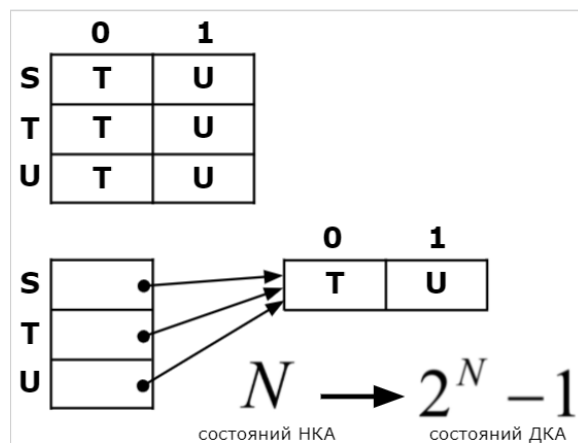 0 1
S T U
T T U
U T U
0 1
S T U
T
U
N → 2^N − 1
состояний НКА состояний ДКА